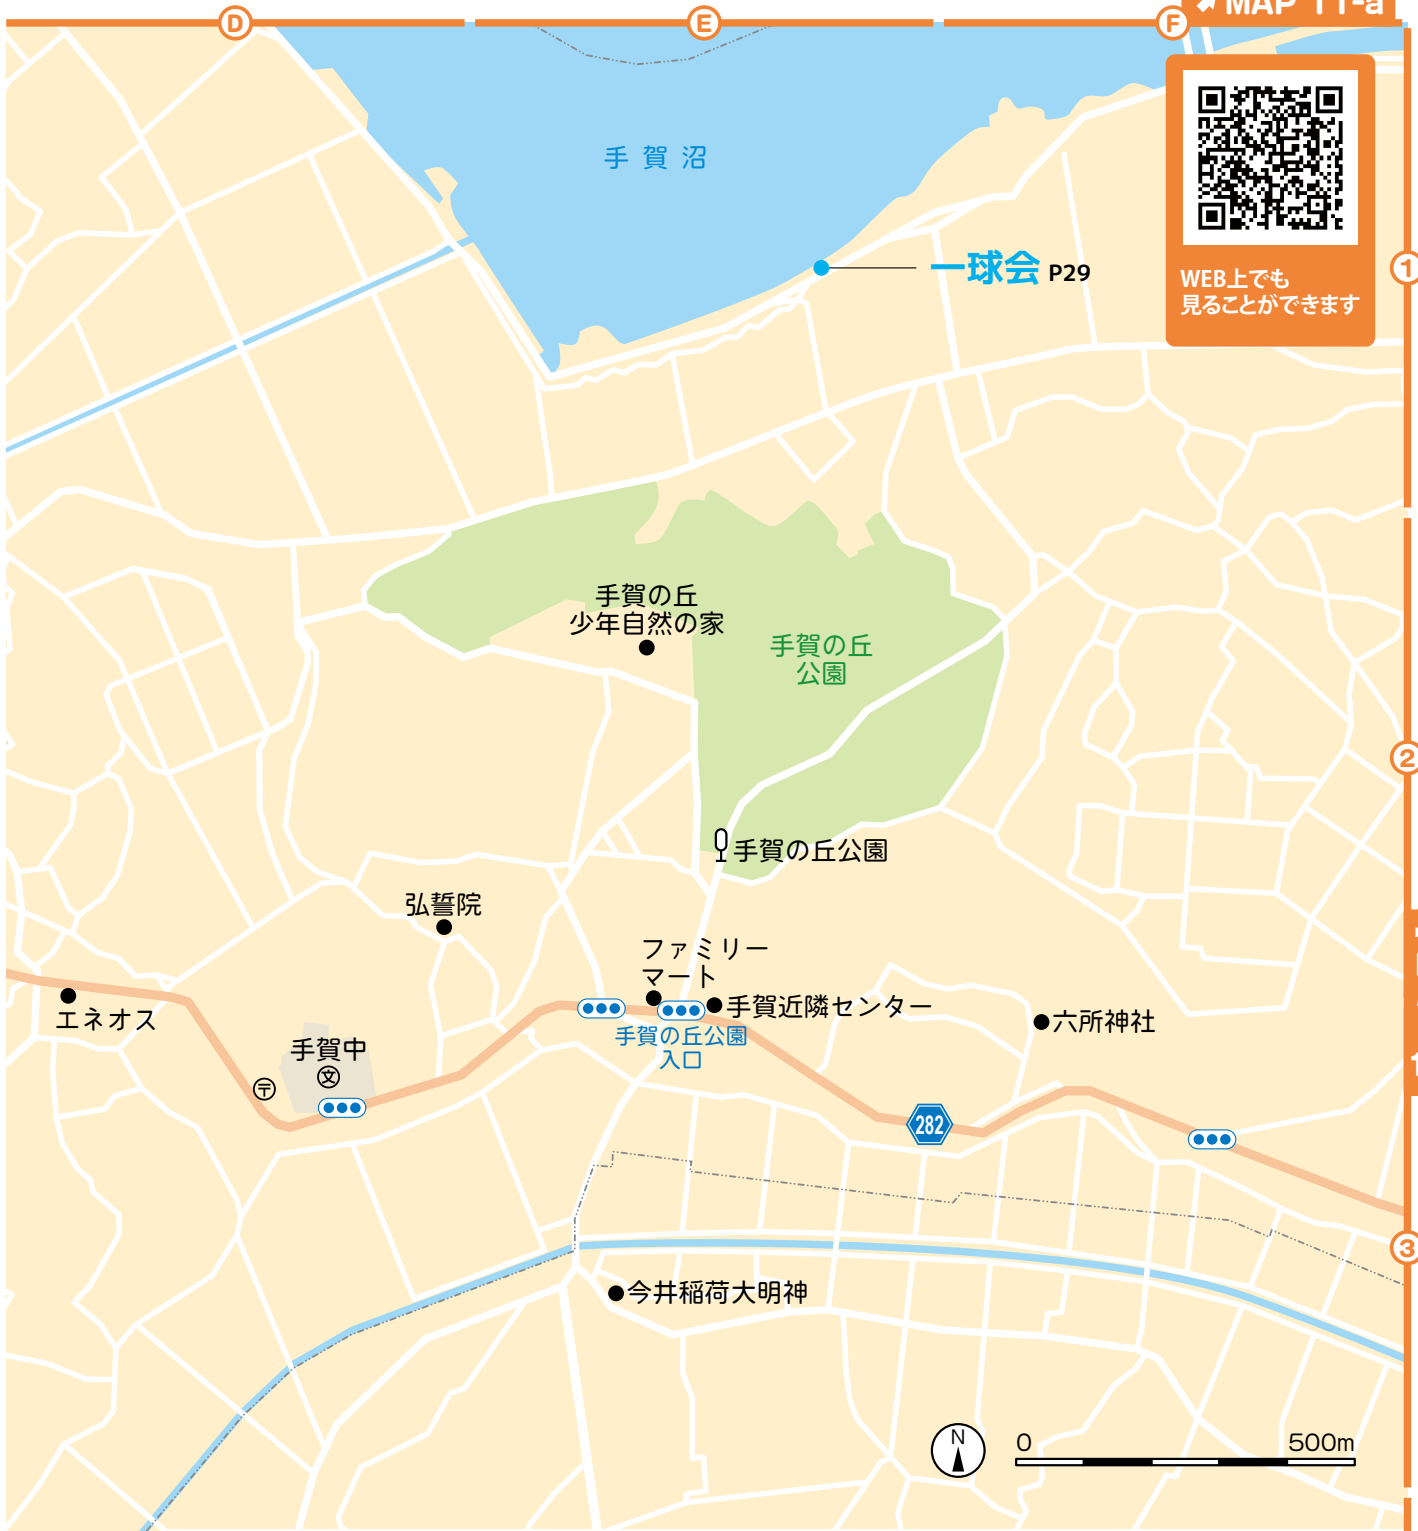 MAP 11-a
D
E
F
手賀沼
一球会 P29
WEB上でも
見ることができます
1
手賀の丘
少年自然の家
手賀の丘
公園
2
手賀の丘公園
弘誓院
ファミリー
マート
手賀近隣センター
エネオス
手賀の丘公園
入口
六所神社
手賀中
文
〒
282
3
今井稲荷大明神
N
0 500m